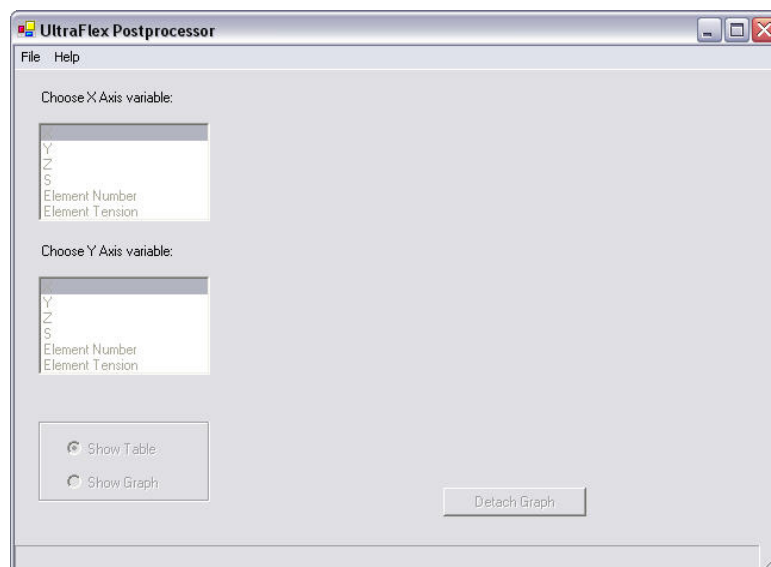 UltraFlex Postprocessor
File Help
Choose X Axis variable:
X
Y
Z
S
Element Number
Element Tension
Choose Y Axis variable:
X
Y
Z
S
Element Number
Element Tension
Show Table
Show Graph
Detach Graph